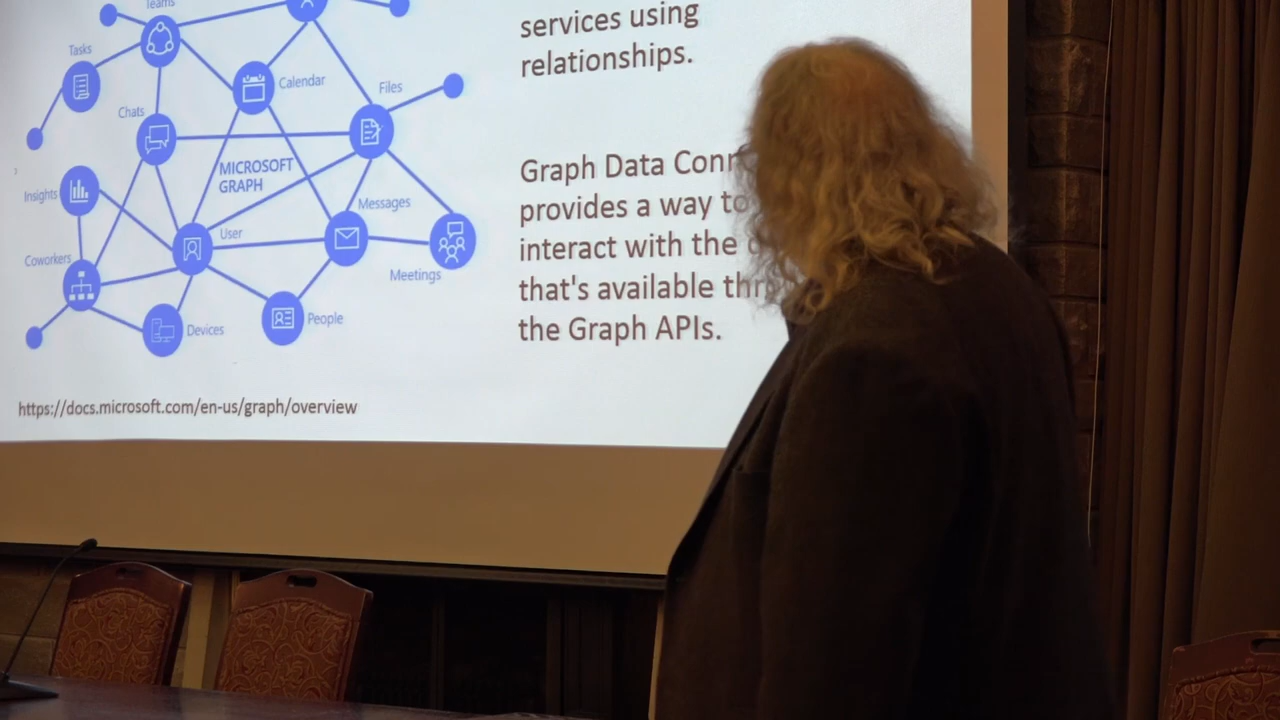 Teams
services using
relationships.
Tasks
Calendar
Files
Chats
MICROSOFT
GRAPH
Graph Data Conn
provides a way to
interact with the
that's available thr
the Graph APIs.
Insights
Messages
User
Coworkers
Meetings
People
Devices
https://docs.microsoft.com/en-us/graph/overview